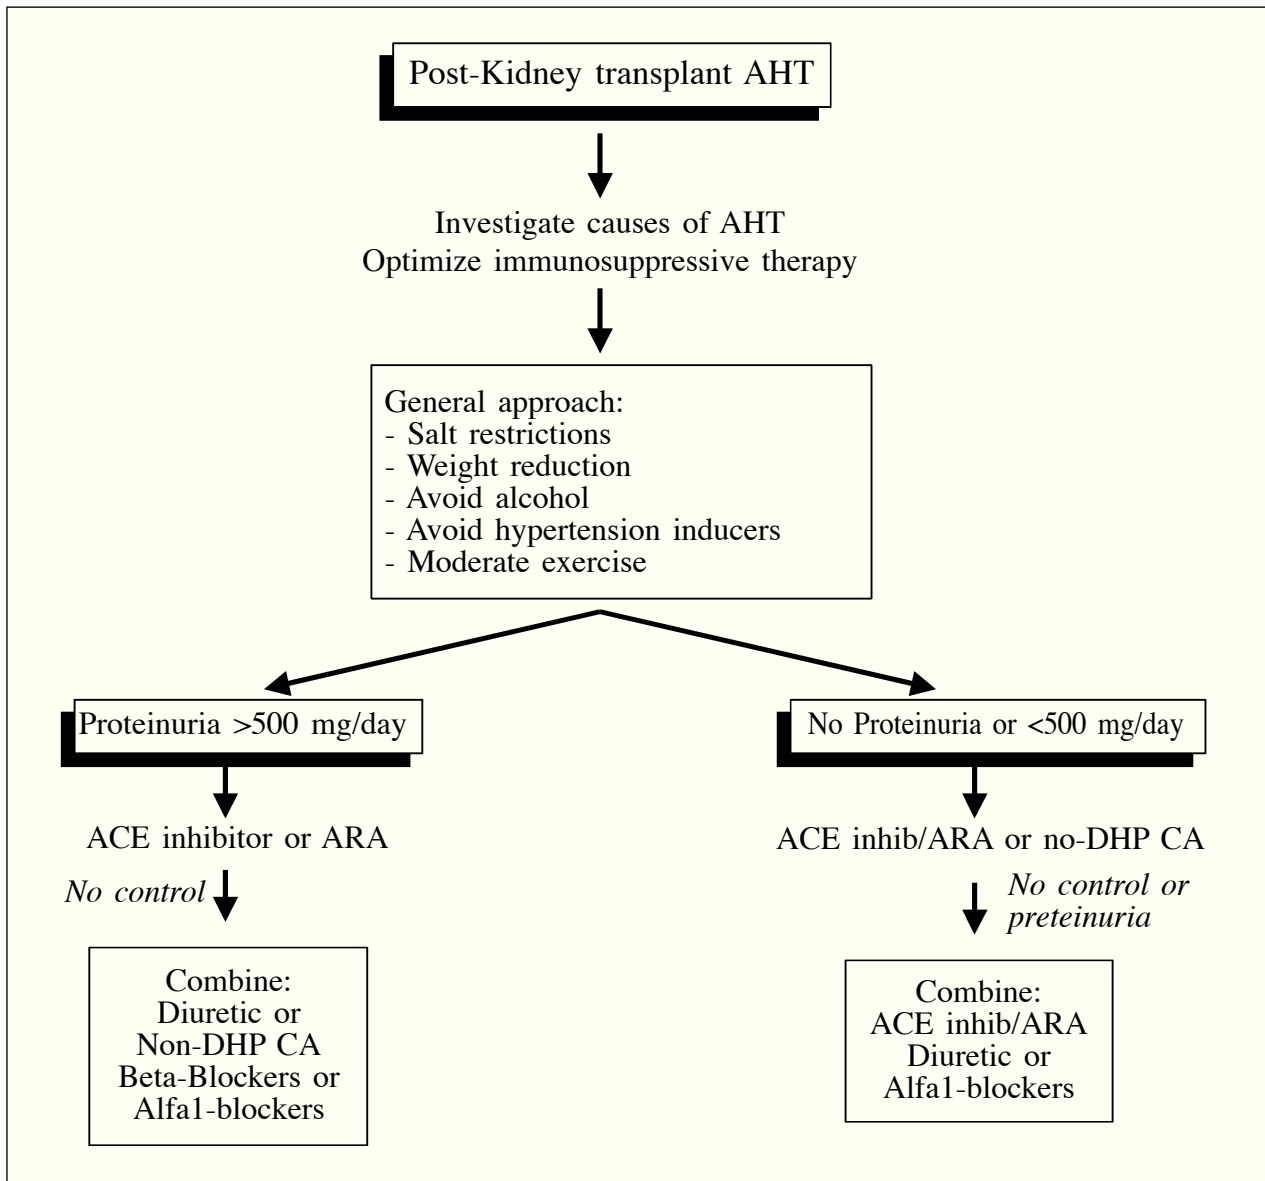 Post-Kidney transplant AHT
Investigate causes of AHT
Optimize immunosuppressive therapy
General approach:
- Salt restrictions
- Weight reduction
- Avoid alcohol
- Avoid hypertension inducers
- Moderate exercise
Proteinuria >500 mg/day
ACE inhibitor or ARA
No control
Combine:
Diuretic or
Non-DHP CA
Beta-Blockers or
Alfa1-blockers
No Proteinuria or <500 mg/day
ACE inhib/ARA or no-DHP CA
No control or
preteinuria
Combine:
ACE inhib/ARA
Diuretic or
Alfa1-blockers